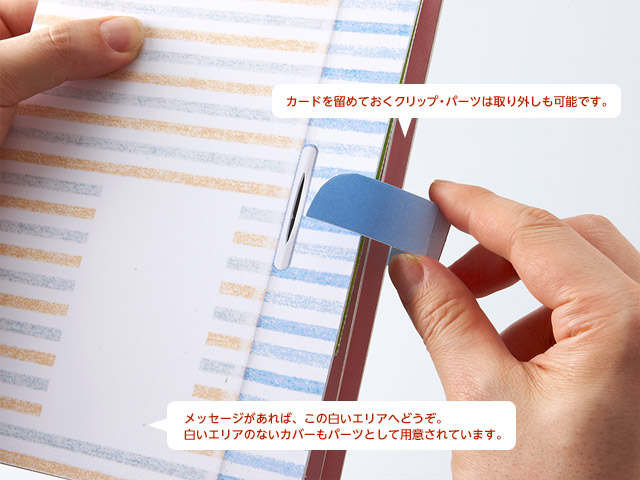 カードを留めておくクリップ・パーツは取り外しも可能です。
メッセージがあれば、この白いエリアへどうぞ。
白いエリアのないカバーもパーツとして用意されています。